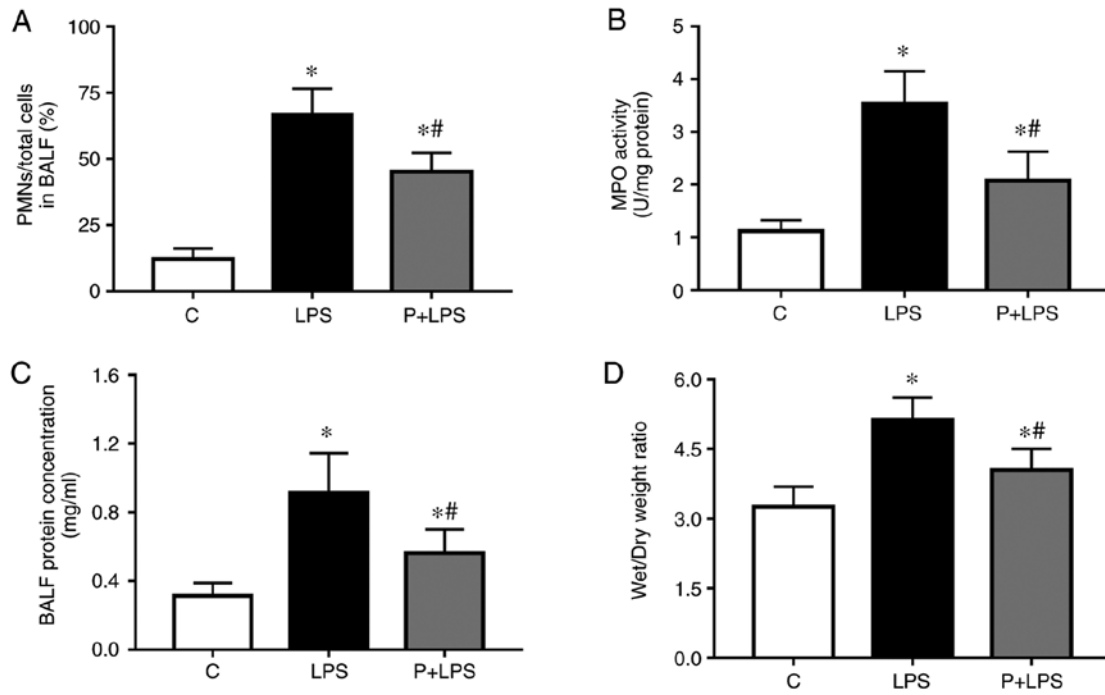 A
PMNs/total cells
in BALF (%)
100
75
50
25
0
*
*#
C LPS P+LPS
B
MPO activity
(U/mg protein)
5
4
3
2
1
0
*
*#
C LPS P+LPS
C
BALF protein concentration
(mg/ml)
1.6
1.2
0.8
0.4
0.0
*
*#
C LPS P+LPS
D
Wet/Dry weight ratio
6.0
4.5
3.0
1.5
0.0
*
*#
C LPS P+LPS